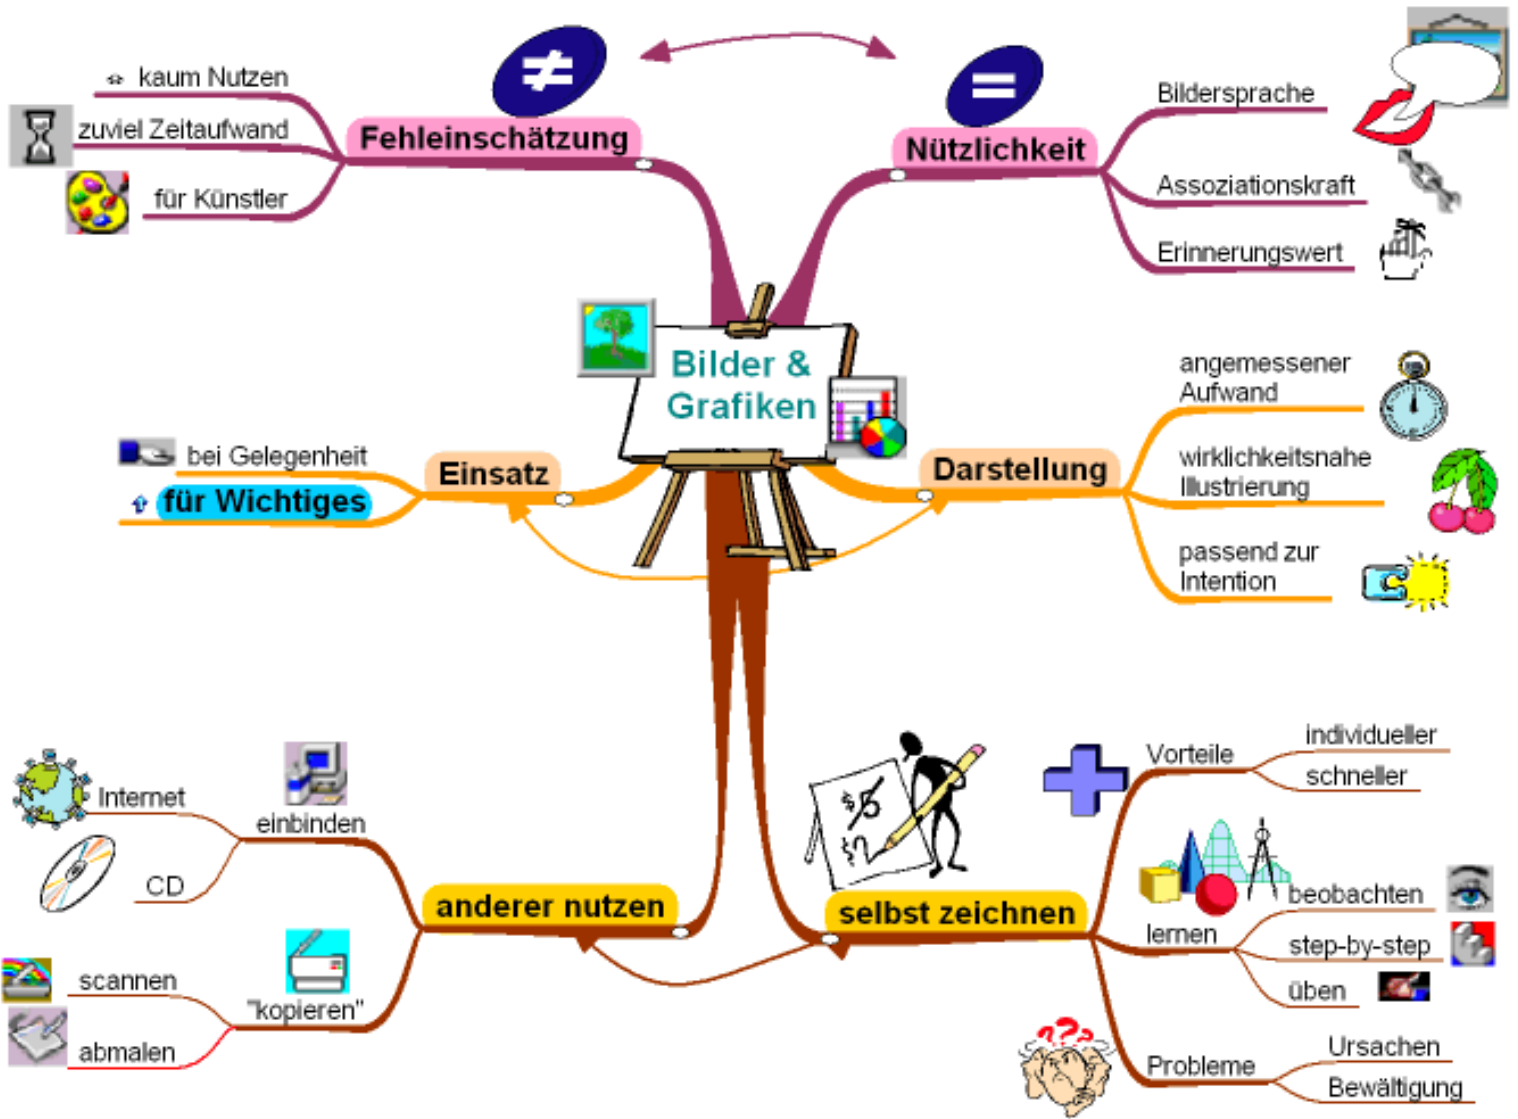 Bilder &
Grafiken
Fehleinschätzung
kaum Nutzen
zuviel Zeitaufwand
für Künstler
Nützlichkeit
Bildersprache
Assoziationskraft
Erinnerungswert
Einsatz
bei Gelegenheit
für Wichtiges
Darstellung
angemessener
Aufwand
wirklichkeitsnahe
Illustrierung
passend zur
Intention
anderer nutzen
einbinden
Internet
CD
"kopieren"
scannen
abmalen
selbst zeichnen
Vorteile
individueller
schneller
lernen
beobachten
step-by-step
üben
Probleme
Ursachen
Bewältigung
???